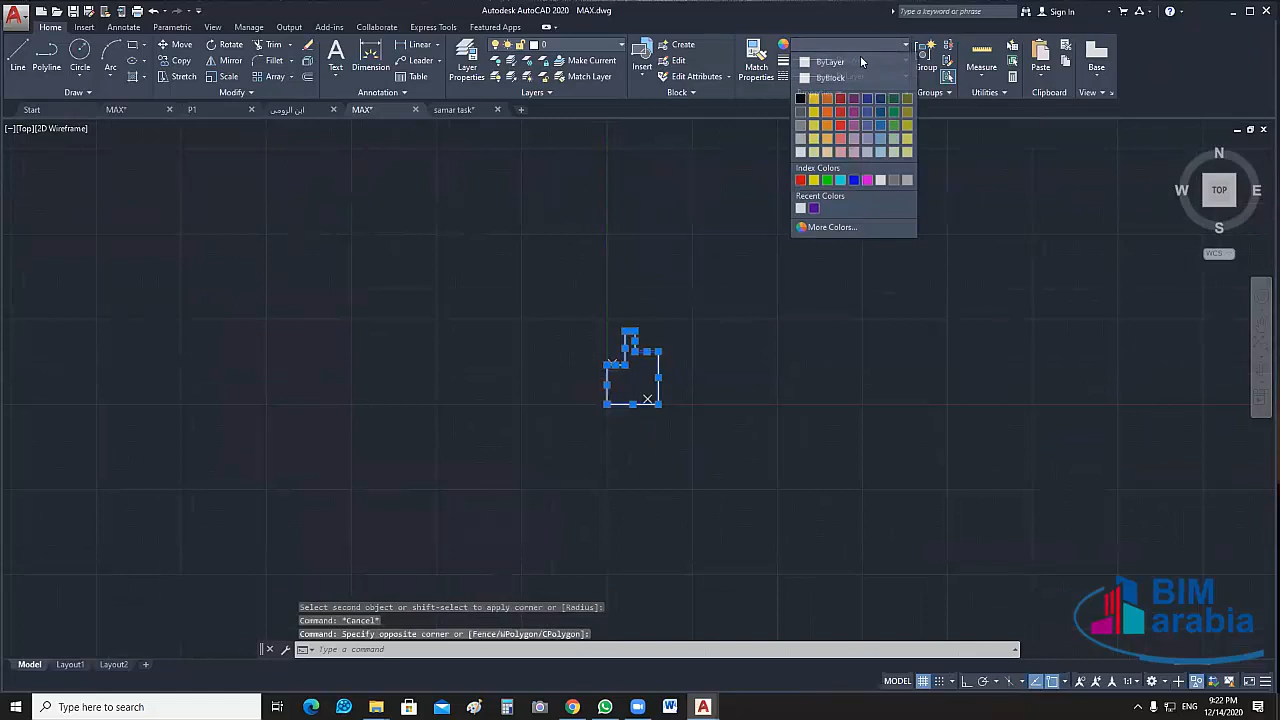 Autodesk AutoCAD 2020 MAX.dwg
Type a keyword or phrase
Sign In
Home Insert Annotate Parametric View Manage Output Add-ins Collaborate Express Tools Featured Apps
Line
Polyline
Circle
Arc
Move
Rotate
Trim
Copy
Mirror
Fillet
Stretch
Scale
Array
Text
Dimension
Linear
Leader
Table
Layer
Properties
0
Make Current
Match Layer
Insert
Create
Edit
Edit Attributes
Match
Properties
Group
Utilities
Paste
Base
Draw
Modify
Annotation
Layers
Block
Groups
Clipboard
View
ByLayer
ByBlock
Index Colors
Recent Colors
More Colors...
Start
MAX*
P1
ابن الرومى
MAX*
samar task*
[−][Top][2D Wireframe]
N
W
TOP
E
S
WCS
Select second object or shift-select to apply corner or [Radius]:
Command: *Cancel*
Command: Specify opposite corner or [Fence/WPolygon/CPolygon]:
Type a command
BIM
arabia
Model Layout1 Layout2
MODEL
1:1
Type here to search
ENG
9:22 PM
12/14/2020